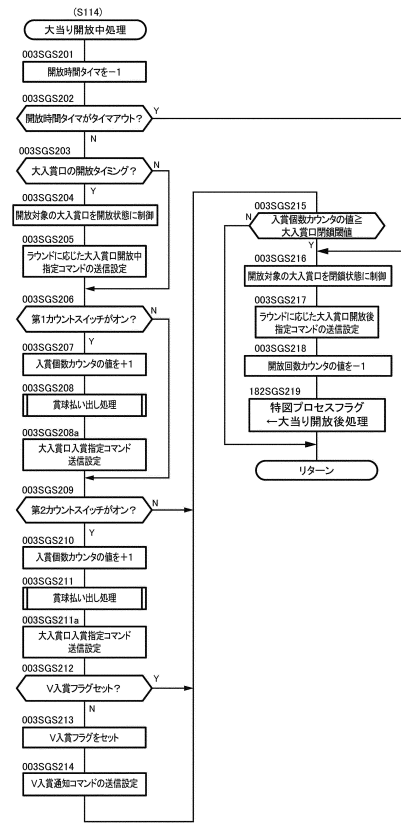 (S114)
大当り開放中処理
003SGS201
開放時間タイマを−1
003SGS202
開放時間タイマがタイムアウト?
Y
N
003SGS203
大入賞口の開放タイミング?
N
Y
003SGS204
開放対象の大入賞口を開放状態に制御
003SGS205
ラウンドに応じた大入賞口開放中
指定コマンドの送信設定
003SGS206
第1カウントスイッチがオン?
N
Y
003SGS207
入賞個数カウンタの値を+1
003SGS208
賞球払い出し処理
003SGS208a
大入賞口入賞指定コマンド
送信設定
003SGS209
第2カウントスイッチがオン?
N
Y
003SGS210
入賞個数カウンタの値を+1
003SGS211
賞球払い出し処理
003SGS211a
大入賞口入賞指定コマンド
送信設定
003SGS212
V入賞フラグセット?
Y
N
003SGS213
V入賞フラグをセット
003SGS214
V入賞通知コマンドの送信設定
003SGS215
N
入賞個数カウンタの値≧
大入賞口閉鎖閾値
Y
003SGS216
開放対象の大入賞口を閉鎖状態に制御
003SGS217
ラウンドに応じた大入賞口開放後
指定コマンドの送信設定
003SGS218
開放回数カウンタの値を−1
182SGS219
特図プロセスフラグ
←大当り開放後処理
リターン